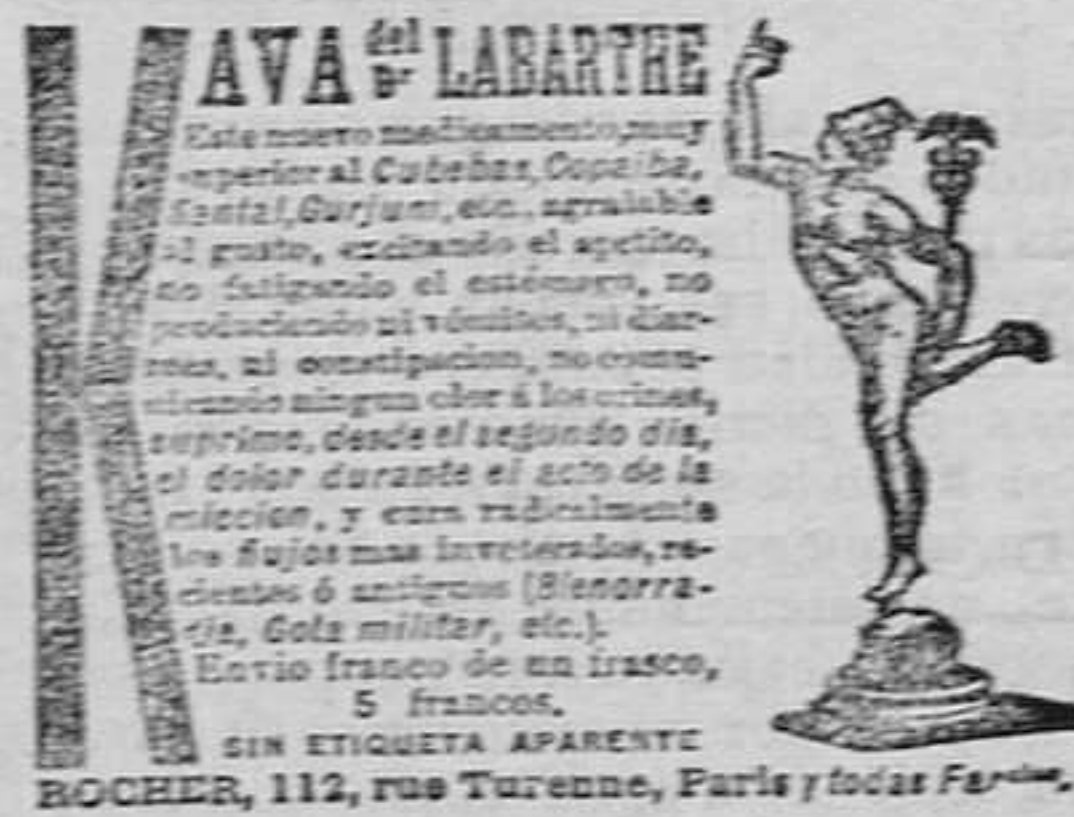 KAVA del Dr LABARTHE
Este nuevo medicamento, muy
superior al Cubebas, Copaiba,
Santal, Gurjum, etc., agradable
al gusto, excitando el apetito,
no fatigando el estómago, no
produciendo ni vómitos, ni diar-
reas, ni constipacion, no comu-
nicando ningun olor á los orines,
suprime, desde el segundo dia,
el dolor durante el acto de la
miccion, y cura radicalmente
los flujos mas inveterados, re-
cientes ó antiguos (Blenorra-
gia, Gota militar, etc.).
Envio franco de un frasco,
5 francos.
SIN ETIQUETA APARENTE
ROCHER, 112, rue Turenne, Paris y todas Farcias.